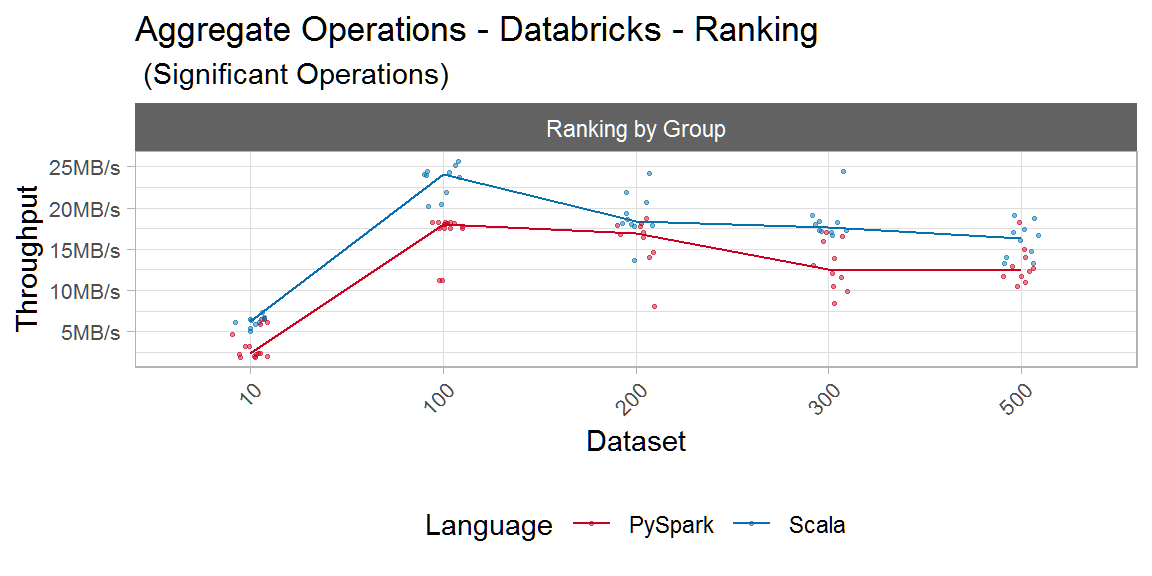 Aggregate Operations - Databricks - Ranking
(Significant Operations)
Ranking by Group
Throughput
25MB/s
20MB/s
15MB/s
10MB/s
5MB/s
10
100
200
300
500
Dataset
Language PySpark Scala